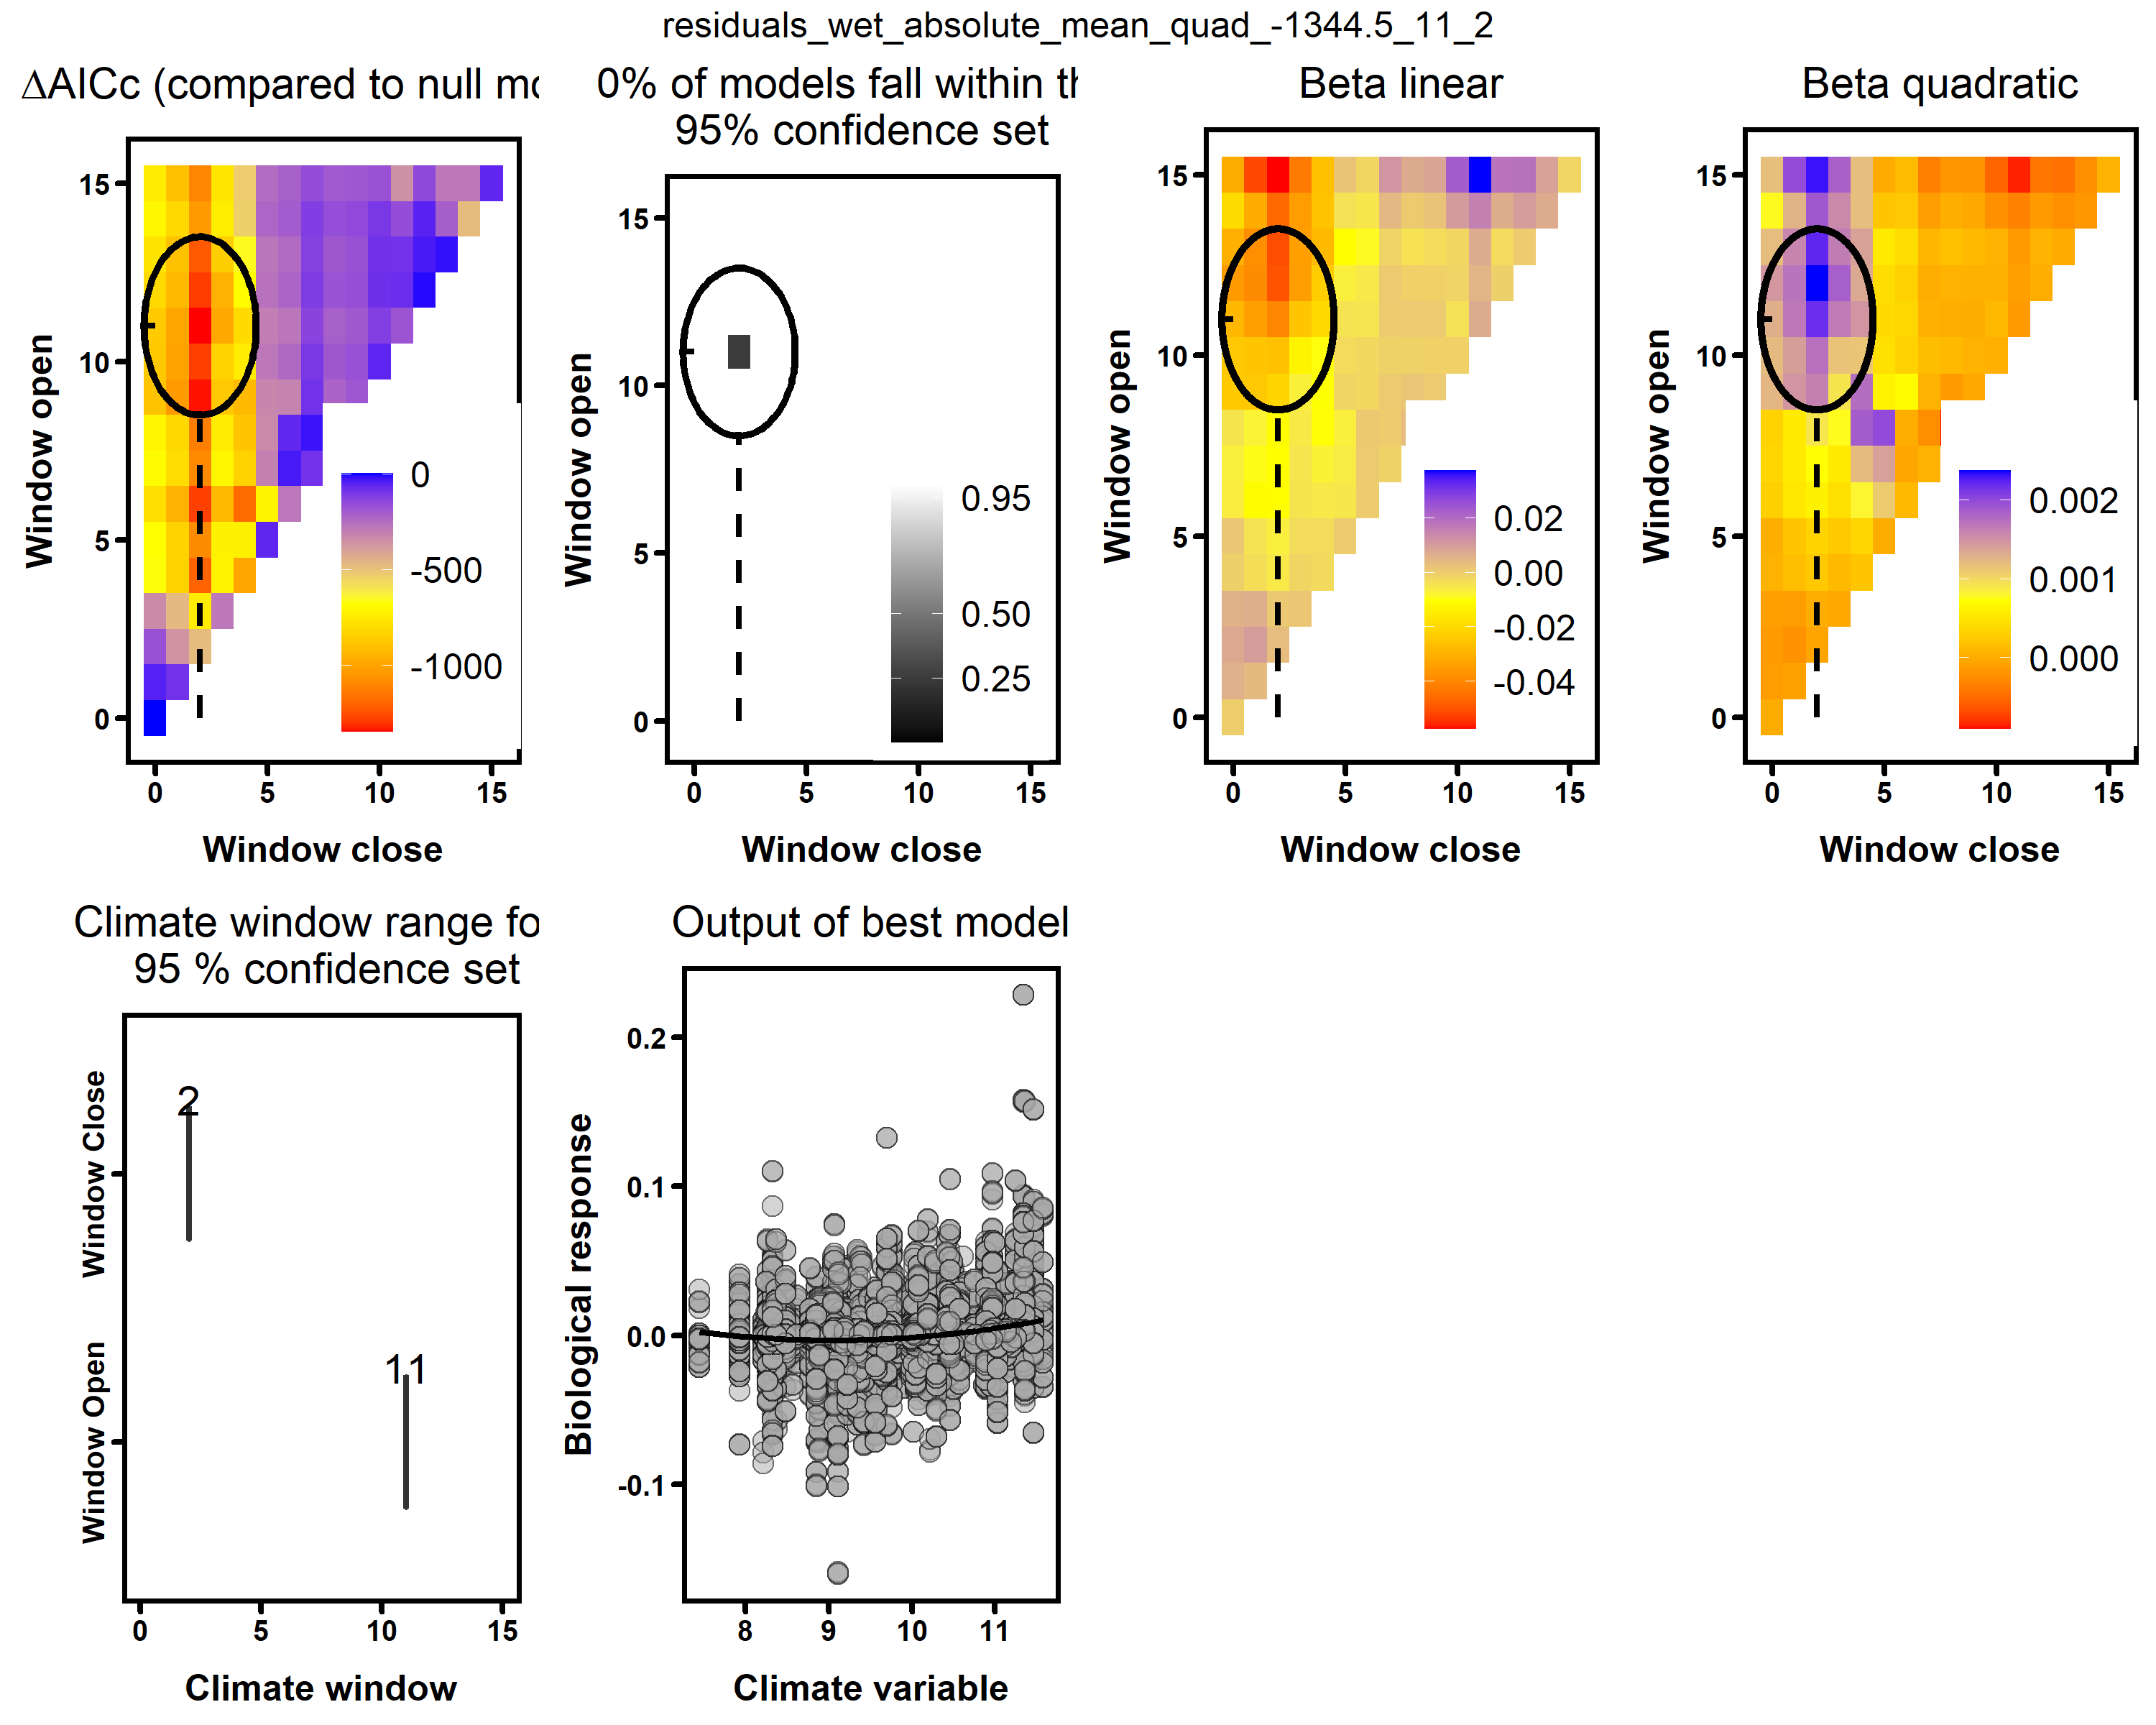 residuals_wet_absolute_mean_quad_-1344.5_11_2
ΔAICc (compared to null mo
15
10
5
0
0
-500
-1000
0 5 10 15
Window open
Window close
0% of models fall within th
95% confidence set
15
10
5
0
0.95
0.50
0.25
0 5 10 15
Window open
Window close
Beta linear
15
10
5
0
0.02
0.00
-0.02
-0.04
0 5 10 15
Window open
Window close
Beta quadratic
15
10
5
0
0.002
0.001
0.000
0 5 10 15
Window open
Window close
Climate window range fo
95 % confidence set
Window Close
Window Open
2
11
0 5 10 15
Climate window
Output of best model
0.2
0.1
0.0
-0.1
8 9 10 11
Biological response
Climate variable